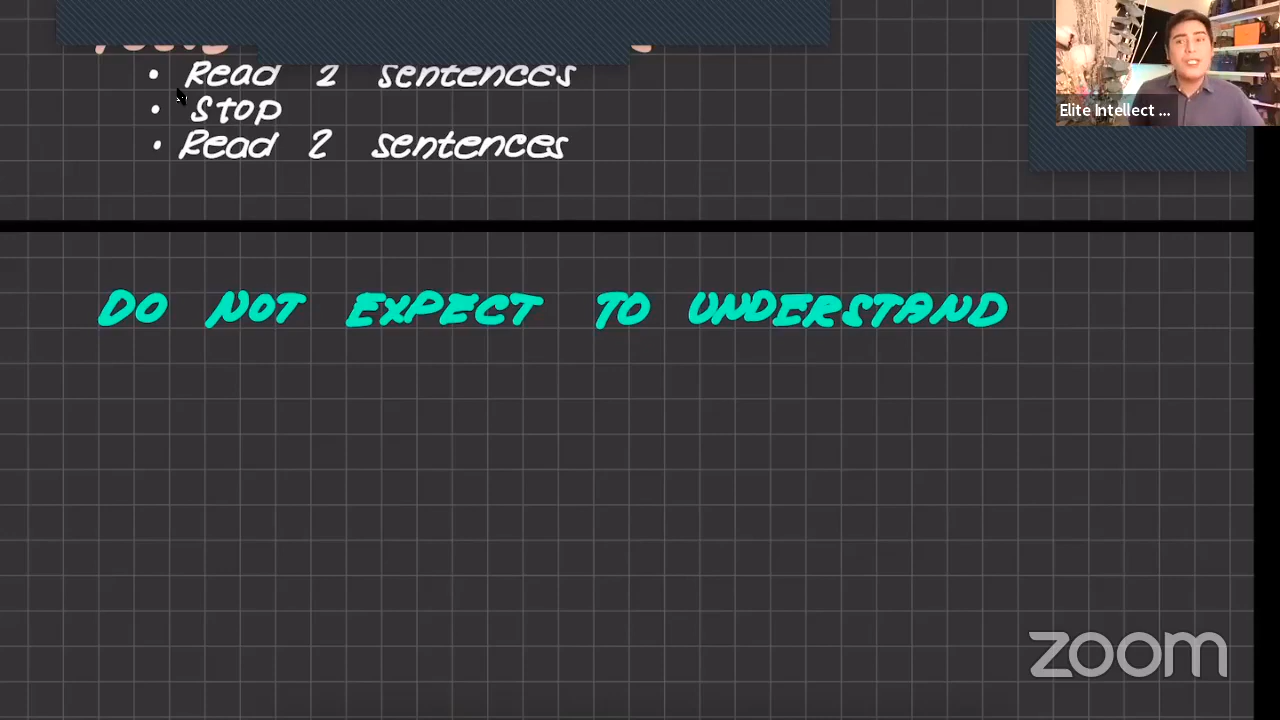 • Read 2 sentences
• Stop
• Read 2 sentences
Elite Intellect ...
DO NOT EXPECT TO UNDERSTAND
zoom